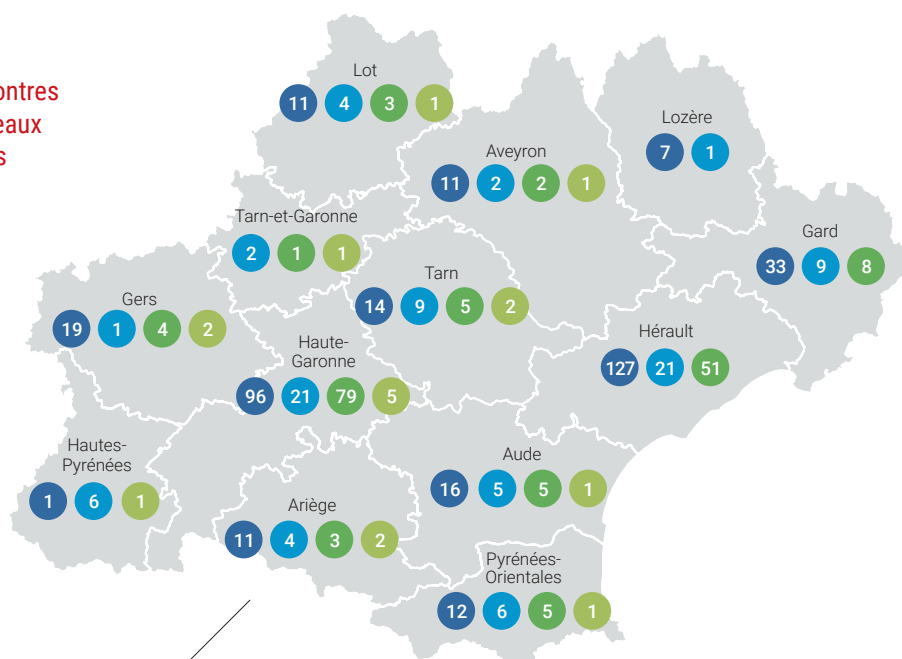 ontres
eaux
s
Lot
11 4 3 1
Lozère
7 1
Aveyron
11 2 2 1
Tarn-et-Garonne
2 1 1
Gard
33 9 8
Tarn
14 9 5 2
Gers
19 1 4 2
Hérault
127 21 51
Haute-
Garonne
96 21 79 5
Hautes-
Pyrénées
1 6 1
Aude
16 5 5 1
Ariège
11 4 3 2
Pyrénées-
Orientales
12 6 5 1